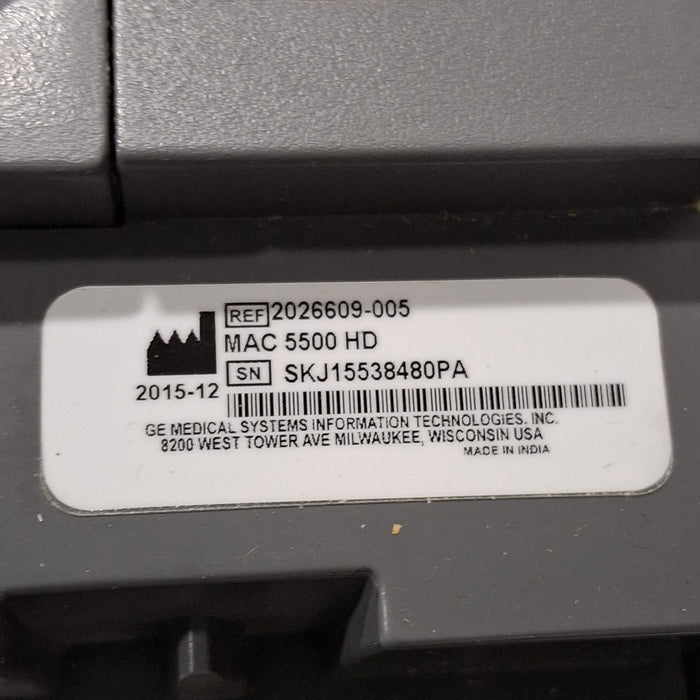 REF 2026609-005
MAC 5500 HD
SN SKJ15538480PA
2015-12
GE MEDICAL SYSTEMS INFORMATION TECHNOLOGIES. INC.
8200 WEST TOWER AVE MILWAUKEE, WISCONSIN USA
MADE IN INDIA